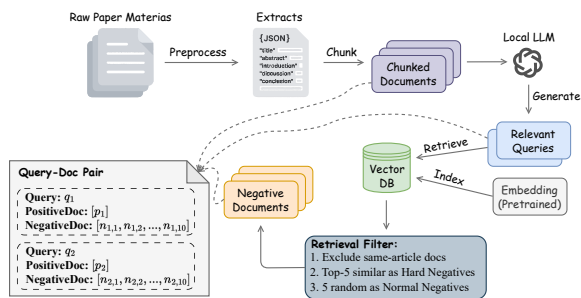 Raw Paper Materias
Extracts
Local LLM
Preprocess
{JSON}
"title"
"abstract"
"introduction"
"discussion"
"conclusion"
Chunk
Chunked
Documents
Generate
Relevant
Queries
Retrieve
Index
Vector
DB
Embedding
(Pretrained)
Negative
Documents
Query-Doc Pair
Query: q₁
PositiveDoc: [p₁]
NegativeDoc: [n₁,₁, n₁,₂, ..., n₁,₁₀]
Query: q₂
PositiveDoc: [p₂]
NegativeDoc: [n₂,₁, n₂,₂, ..., n₂,₁₀]
Retrieval Filter:
1. Exclude same-article docs
2. Top-5 similar as Hard Negatives
3. 5 random as Normal Negatives